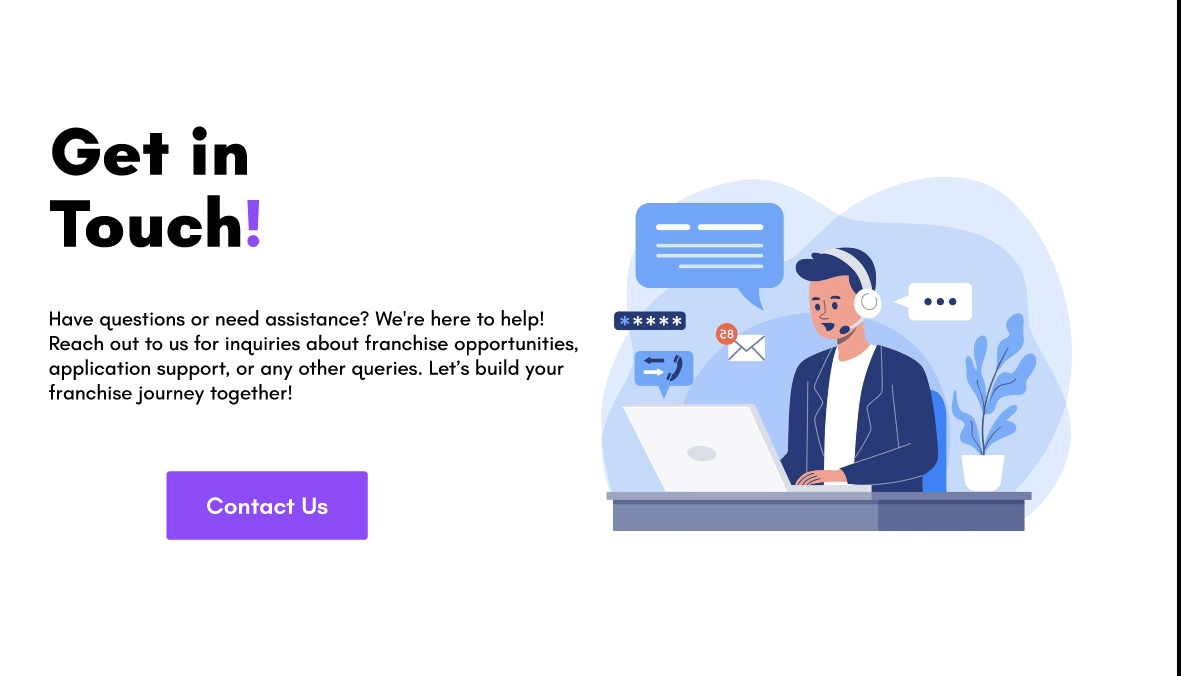 Get in
Touch!
Have questions or need assistance? We're here to help!
Reach out to us for inquiries about franchise opportunities,
application support, or any other queries. Let’s build your
franchise journey together!
Contact Us
*****
28